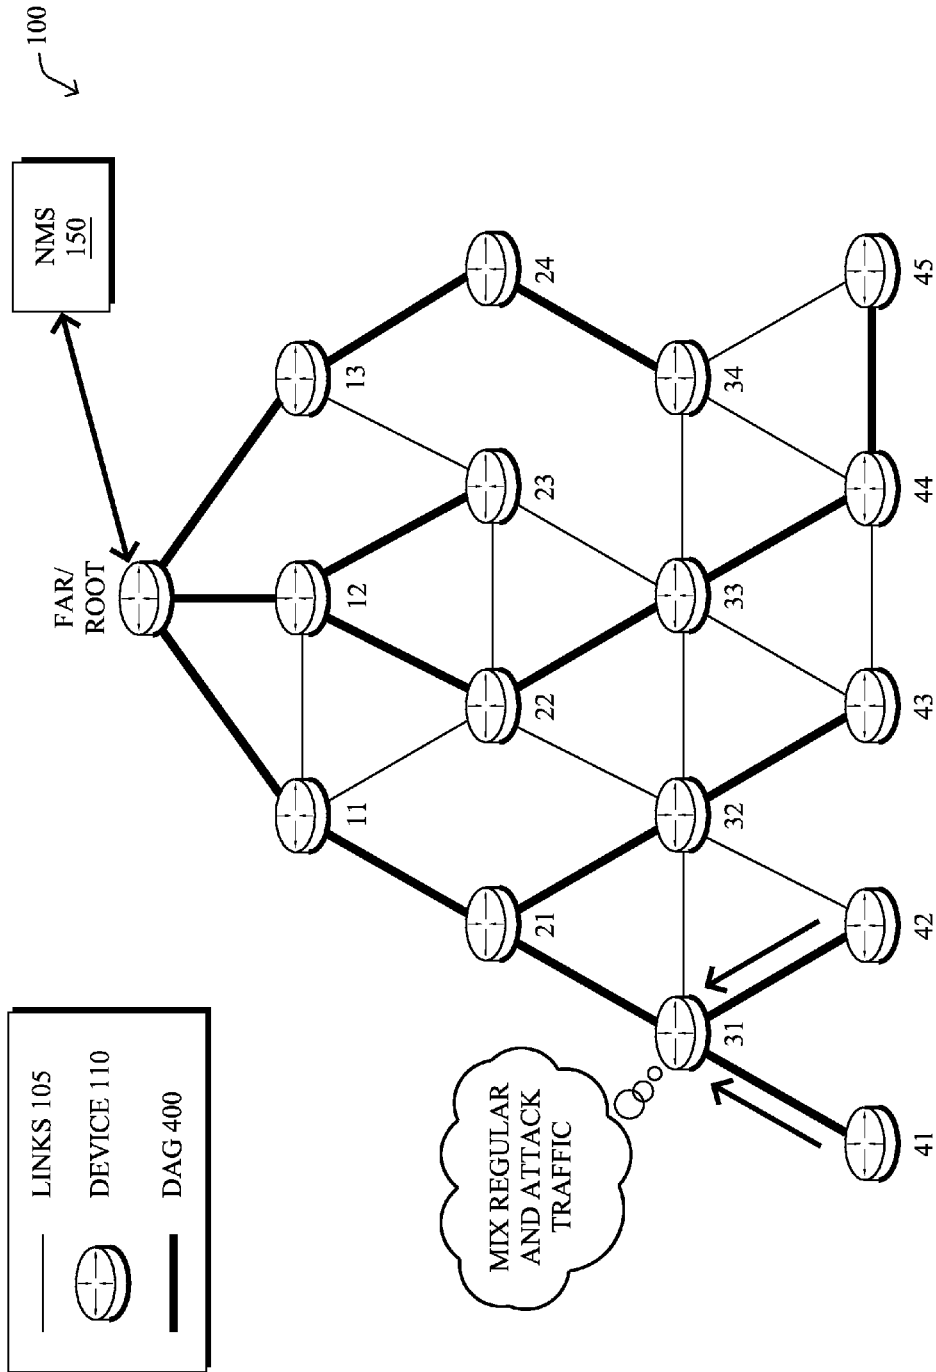 100
NMS
150
FAR/
ROOT
11
12
13
21
22
23
24
31
32
33
34
41
42
43
44
45
MIX REGULAR
AND ATTACK
TRAFFIC
LINKS 105
DEVICE 110
DAG 400